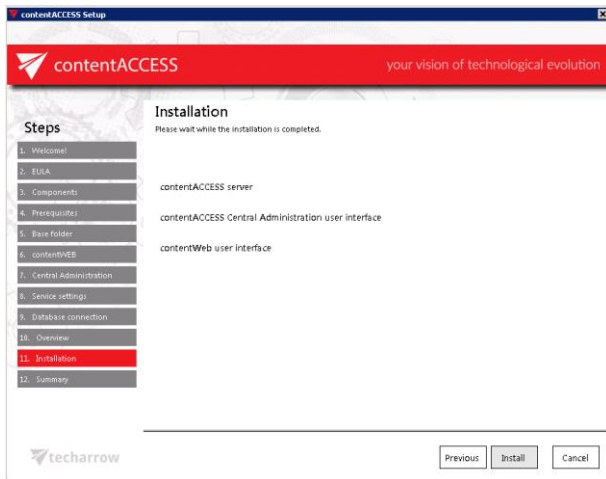 contentACCESS Setup
contentACCESS
your vision of technological evolution
Steps
1. Welcome!
2. EULA
3. Components
4. Prerequisites
5. Base folder
6. contentWEB
7. Central Administration
8. Service settings
9. Database connection
10. Overview
11. Installation
12. Summary
Installation
Please wait while the installation is completed.
contentACCESS server
contentACCESS Central Administration user interface
contentWeb user interface
techarrow
Previous
Install
Cancel